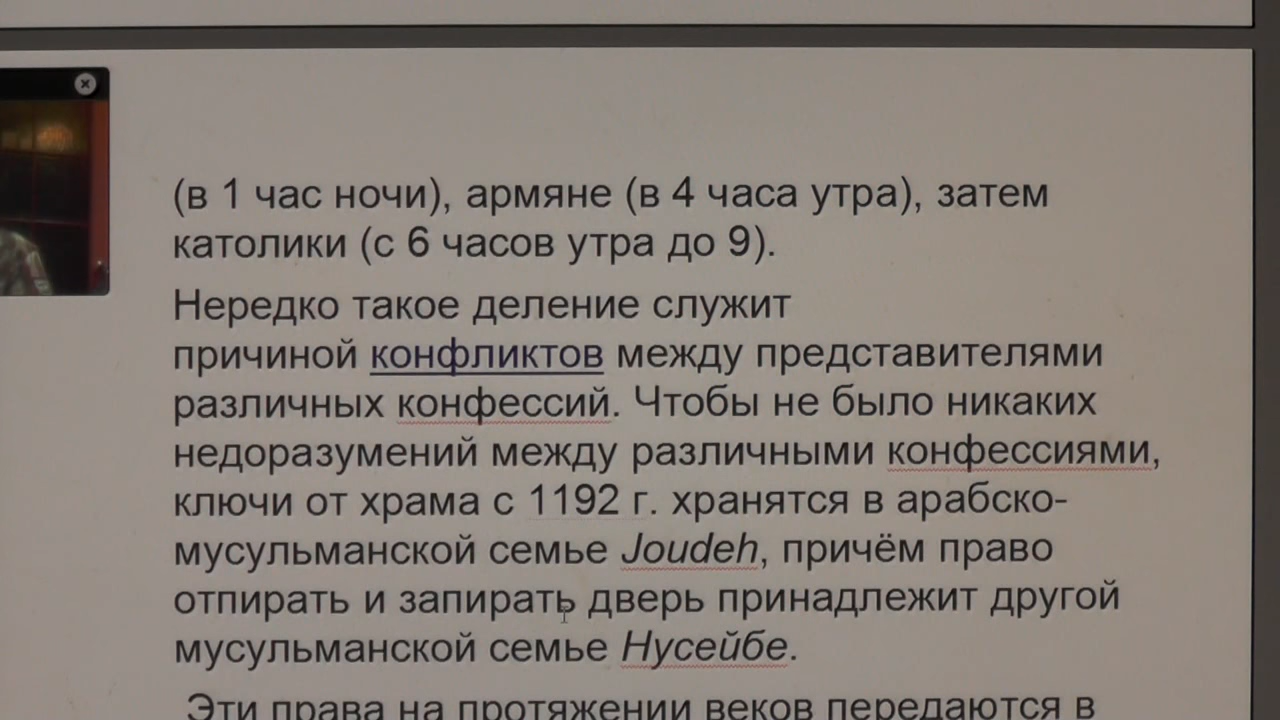 (в 1 час ночи), армяне (в 4 часа утра), затем
католики (с 6 часов утра до 9).
Нередко такое деление служит
причиной конфликтов между представителями
различных конфессий. Чтобы не было никаких
недоразумений между различными конфессиями,
ключи от храма с 1192 г. хранятся в арабско-
мусульманской семье Joudeh, причём право
отпирать и запирать дверь принадлежит другой
мусульманской семье Нусейбе.
Эти права на протяжении веков передаются в